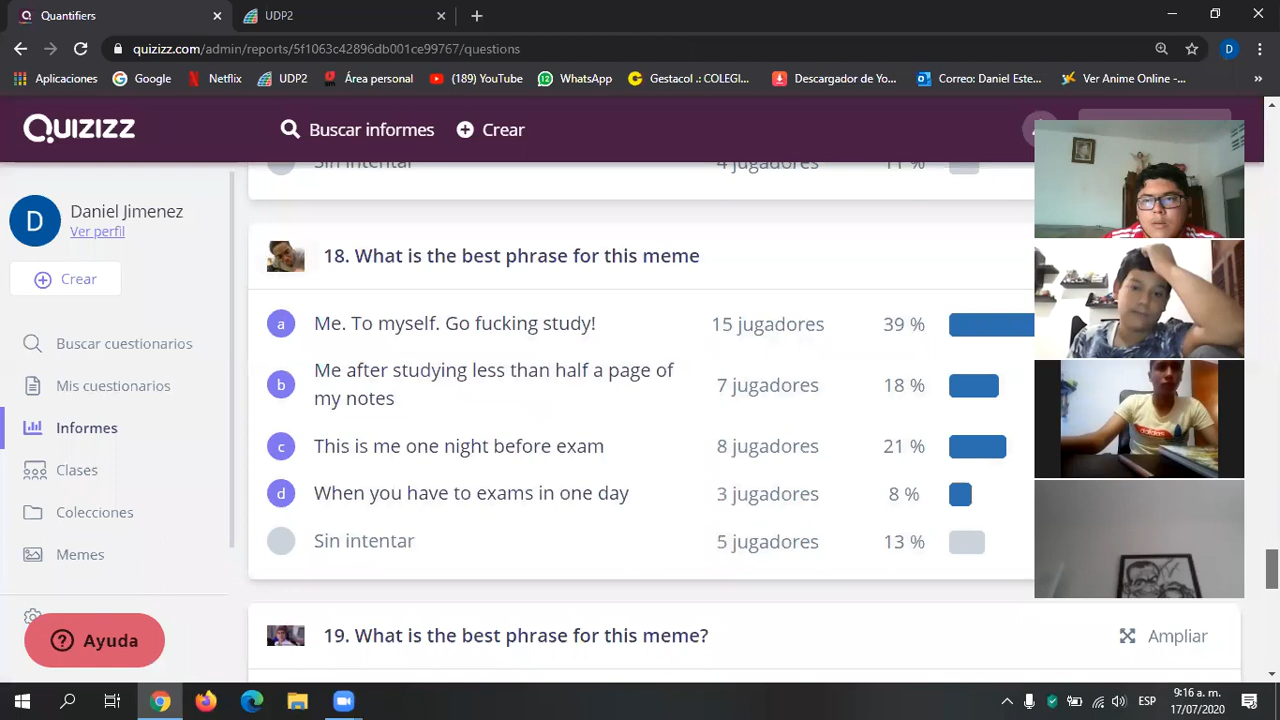 Quantifiers
UDP2
quizizz.com/admin/reports/5f1063c42896db001ce99767/questions
D
Aplicaciones
Google
Netflix
UDP2
Área personal
(189) YouTube
WhatsApp
Gestacol .: COLEGI...
Descargador de Yo...
Correo: Daniel Este...
Ver Anime Online -...
»
QUIZIZZ
Buscar informes
Crear
Sin intentar
4 jugadores
11 %
D
Daniel Jimenez
Ver perfil
Crear
Buscar cuestionarios
Mis cuestionarios
Informes
Clases
Colecciones
Memes
Ayuda
18. What is the best phrase for this meme
a Me. To myself. Go fucking study! 15 jugadores 39 %
b Me after studying less than half a page of 7 jugadores 18 %
my notes
c This is me one night before exam 8 jugadores 21 %
d When you have to exams in one day 3 jugadores 8 %
Sin intentar 5 jugadores 13 %
19. What is the best phrase for this meme?
Ampliar
adidas
ESP
9:16 a. m.
17/07/2020